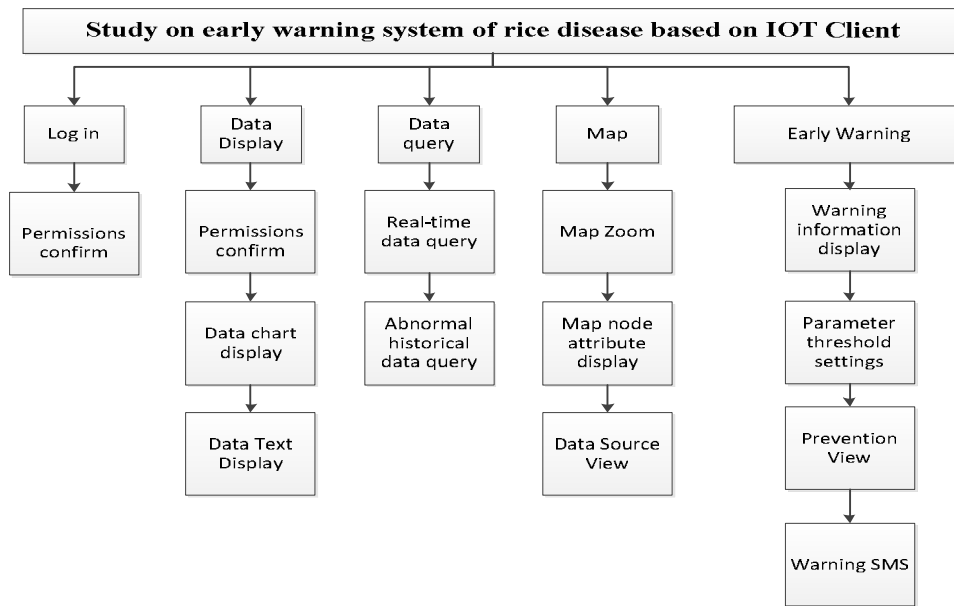 Study on early warning system of rice disease based on IOT Client
Log in
Data
Display
Data
query
Map
Early Warning
Permissions
confirm
Permissions
confirm
Real-time
data query
Map Zoom
Warning
information
display
Data chart
display
Abnormal
historical
data query
Map node
attribute
display
Parameter
threshold
settings
Data Text
Display
Data Source
View
Prevention
View
Warning SMS